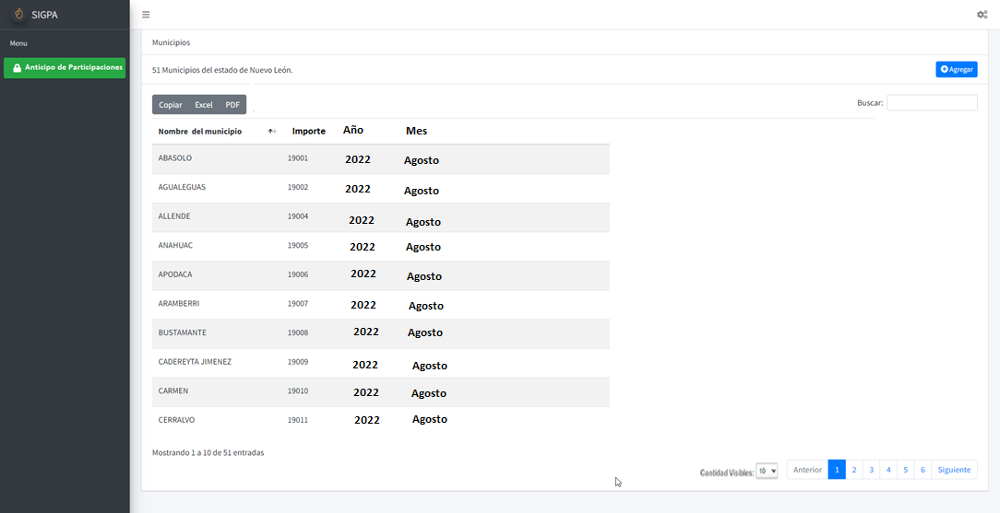 SIGPA
Menu
Anticipo de Participaciones
Municipios
51 Municipios del estado de Nuevo León.
Agregar
Copiar Excel PDF
Buscar:
Nombre del municipio Importe Año Mes
ABASOLO 19001 2022 Agosto
AGUALEGUAS 19002 2022 Agosto
ALLENDE 19004 2022 Agosto
ANAHUAC 19005 2022 Agosto
APODACA 19006 2022 Agosto
ARAMBERRI 19007 2022 Agosto
BUSTAMANTE 19008 2022 Agosto
CADEREYTA JIMENEZ 19009 2022 Agosto
CARMEN 19010 2022 Agosto
CERRALVO 19011 2022 Agosto
Mostrando 1 a 10 de 51 entradas
Cantidad Visibles: 10 Anterior 1 2 3 4 5 6 Siguiente